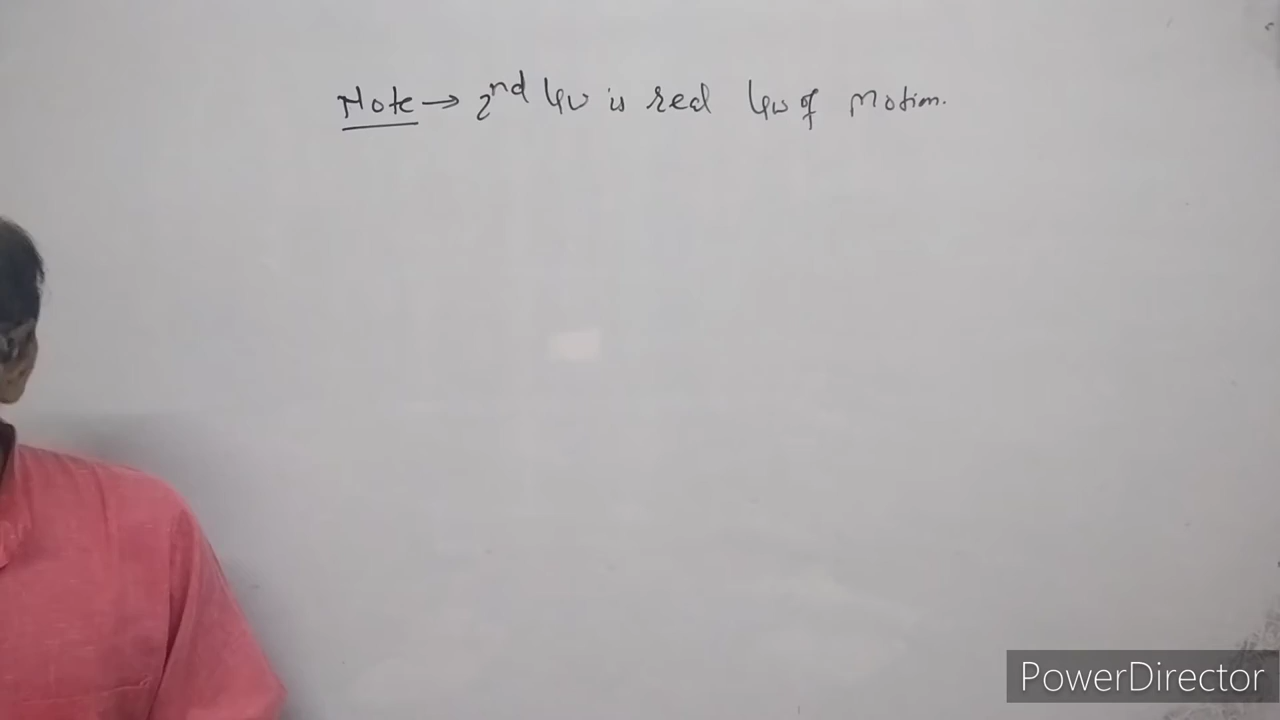 Note → 2nd law is real law of Motion.
PowerDirector